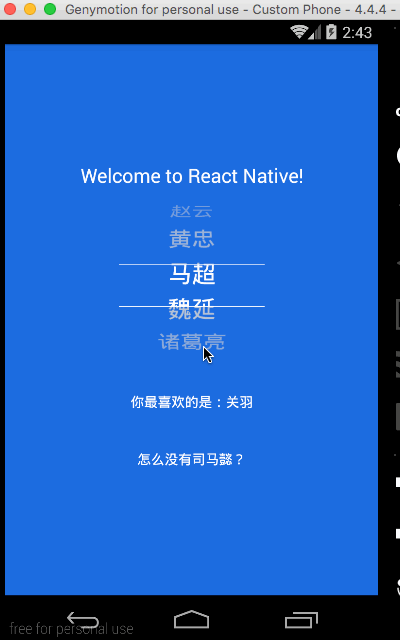 Genymotion for personal use - Custom Phone - 4.4.4 -
2:43
Welcome to React Native!
赵云
黄忠
马超
魏延
诸葛亮
你最喜欢的是：关羽
怎么没有司马懿？
free for personal use